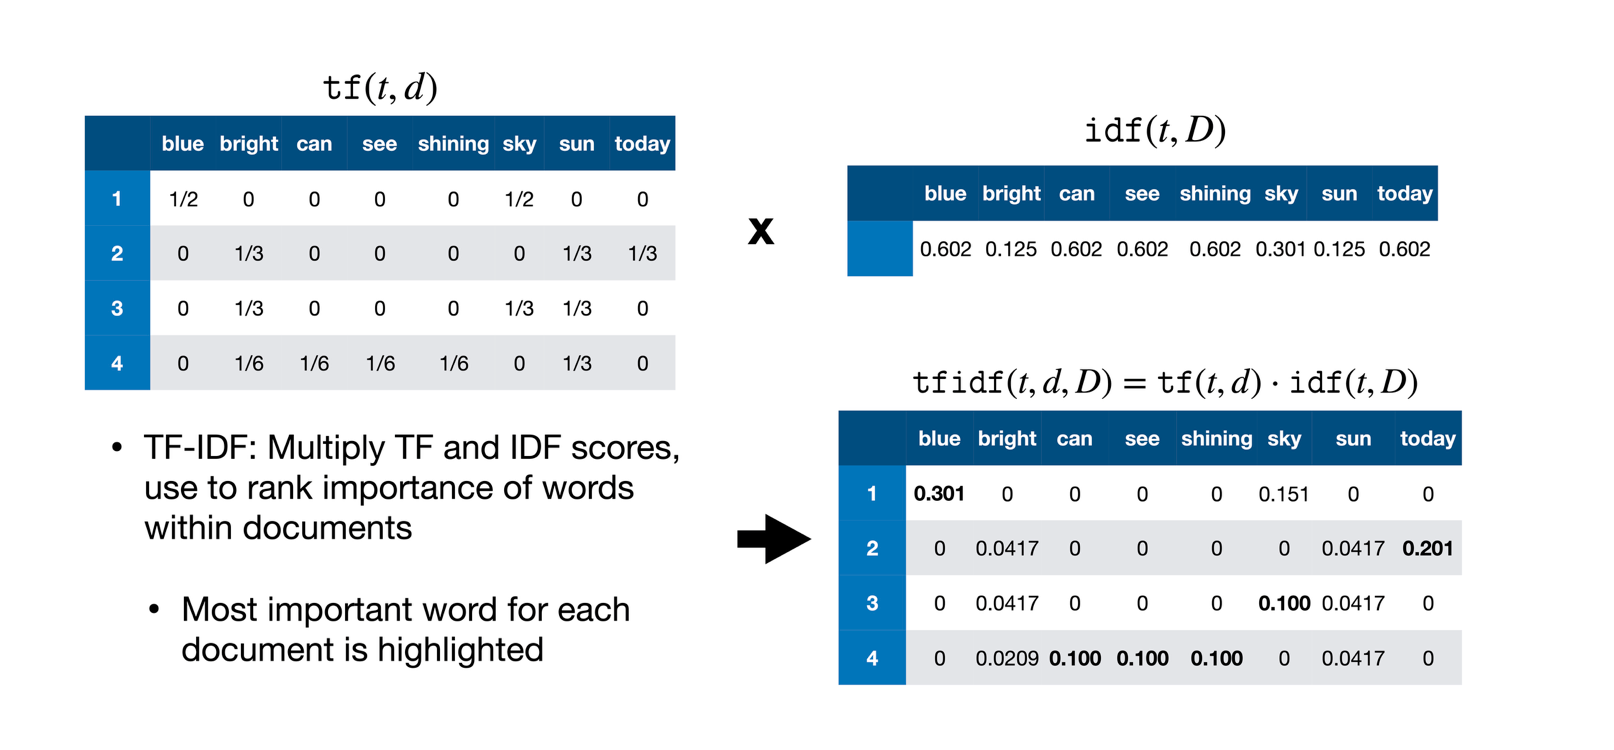 tf(t, d)
blue bright can see shining sky sun today
1 1/2 0 0 0 0 1/2 0 0
2 0 1/3 0 0 0 0 1/3 1/3
3 0 1/3 0 0 0 1/3 1/3 0
4 0 1/6 1/6 1/6 1/6 0 1/3 0
x
idf(t, D)
blue bright can see shining sky sun today
0.602 0.125 0.602 0.602 0.602 0.301 0.125 0.602
• TF-IDF: Multiply TF and IDF scores,
use to rank importance of words
within documents
• Most important word for each
document is highlighted
tfidf(t, d, D) = tf(t, d) · idf(t, D)
blue bright can see shining sky sun today
1 0.301 0 0 0 0 0.151 0 0
2 0 0.0417 0 0 0 0 0.0417 0.201
3 0 0.0417 0 0 0 0.100 0.0417 0
4 0 0.0209 0.100 0.100 0.100 0 0.0417 0